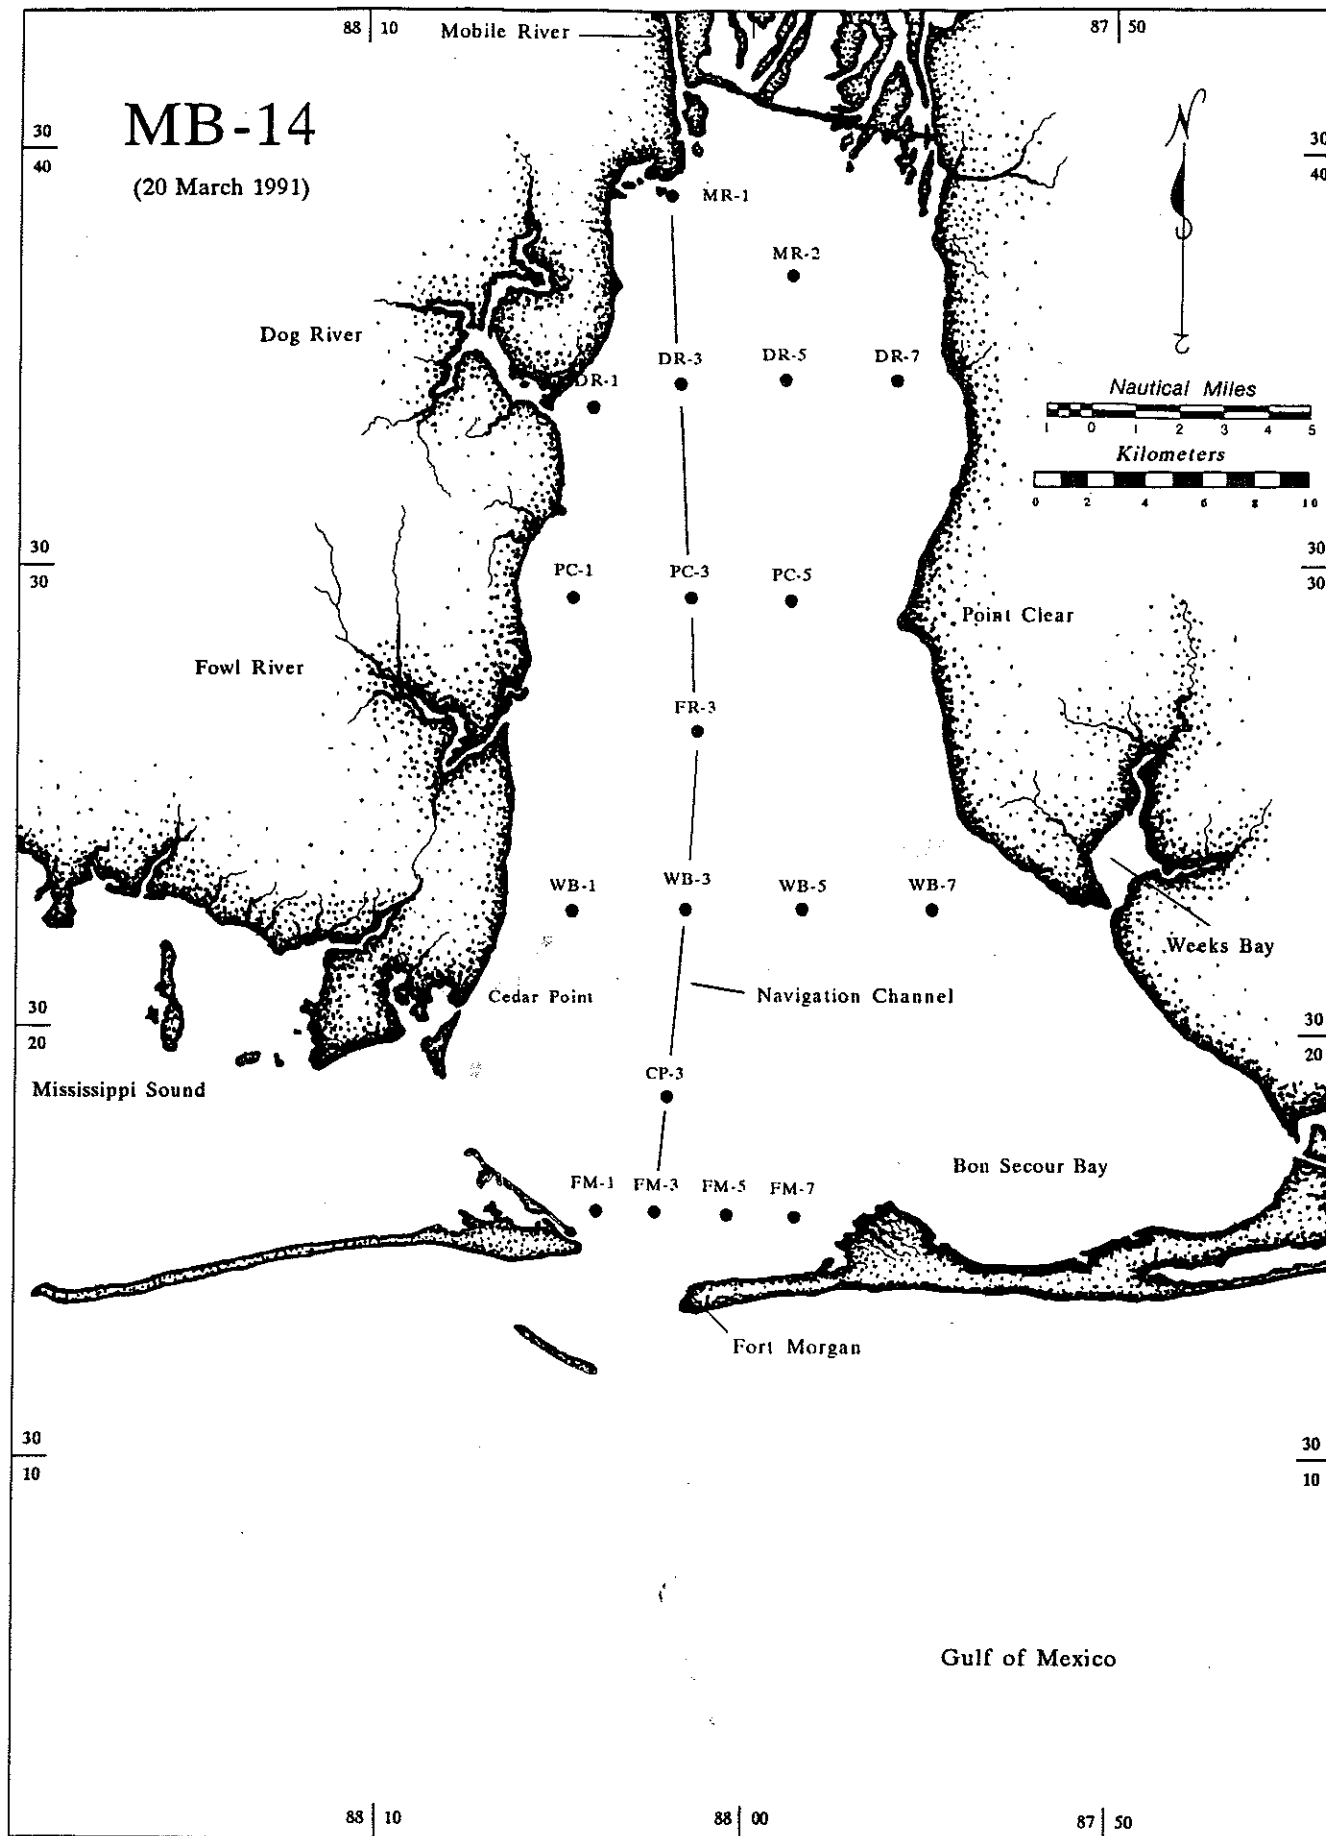 88 | 10
Mobile River
87 | 50
MB-14
(20 March 1991)
30
40
30
40
N
MR-1
MR-2
Dog River
DR-1
DR-3
DR-5
DR-7
Nautical Miles
1 0 1 2 3 4 5
Kilometers
0 2 4 6 8 10
30
30
30
30
PC-1
PC-3
PC-5
Point Clear
Fowl River
FR-3
WB-1
WB-3
WB-5
WB-7
Weeks Bay
Cedar Point
Navigation Channel
30
20
30
20
Mississippi Sound
CP-3
Bon Secour Bay
FM-1
FM-3
FM-5
FM-7
Fort Morgan
30
10
30
10
Gulf of Mexico
88 | 10
88 | 00
87 | 50